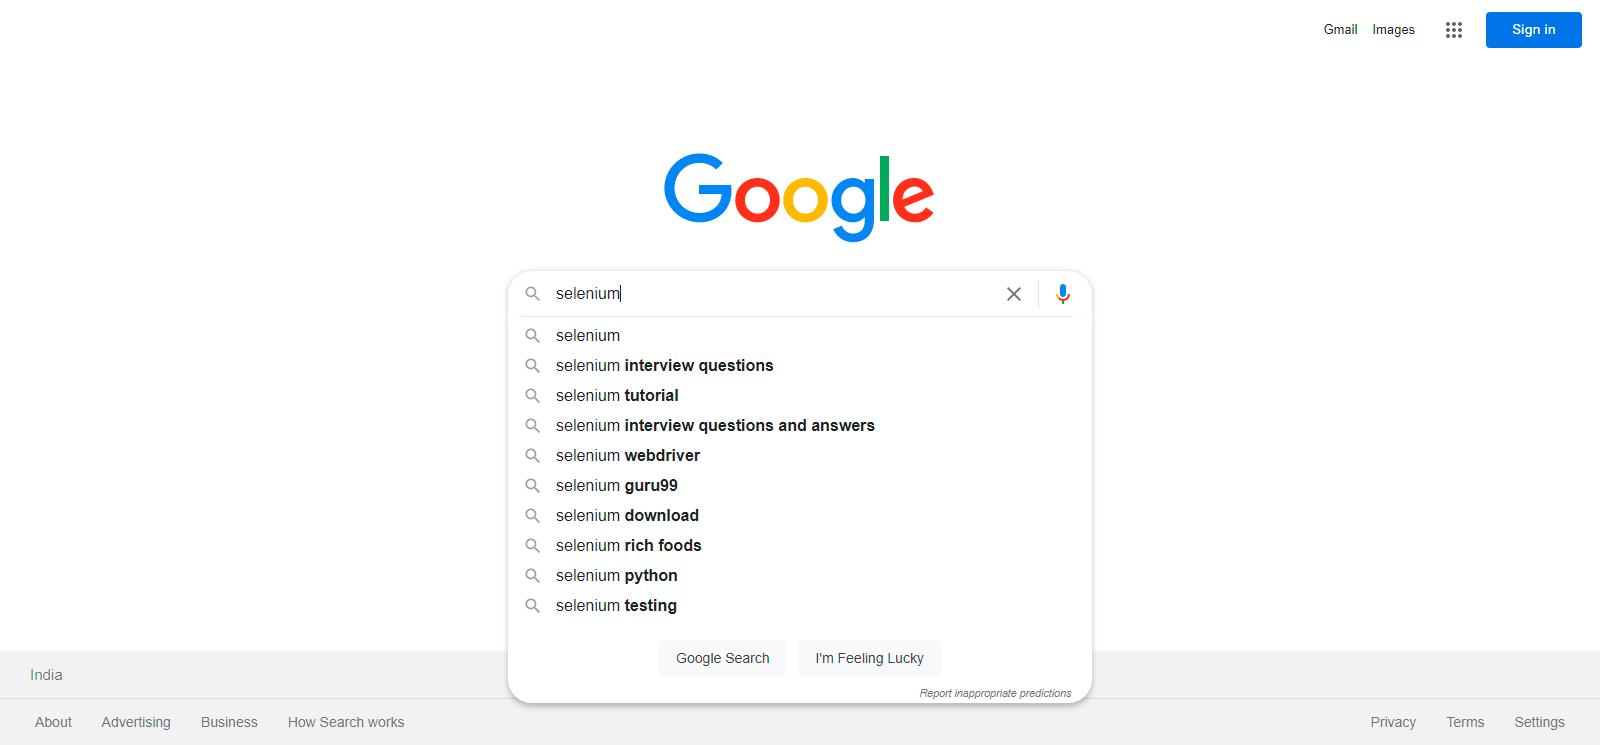 Gmail Images Sign in
Google
selenium
selenium
selenium interview questions
selenium tutorial
selenium interview questions and answers
selenium webdriver
selenium guru99
selenium download
selenium rich foods
selenium python
selenium testing
Google Search I'm Feeling Lucky
Report inappropriate predictions
India
About Advertising Business How Search works Privacy Terms Settings